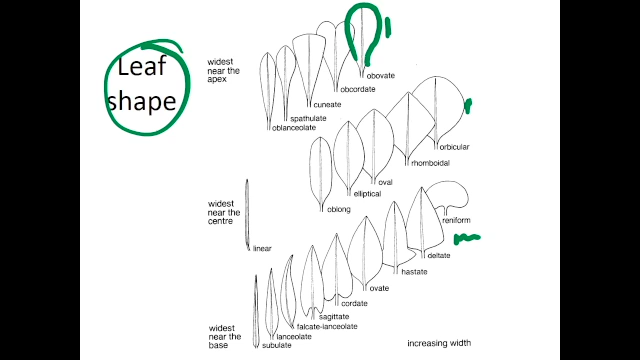 Leaf
shape
widest
near the
apex
obovate
obcordate
cuneate
spathulate
oblanceolate
orbicular
rhomboidal
oval
elliptical
oblong
widest
near the
centre
linear
reniform
deltate
hastate
ovate
cordate
sagittate
falcate-lanceolate
lanceolate
subulate
widest
near the
base
increasing width